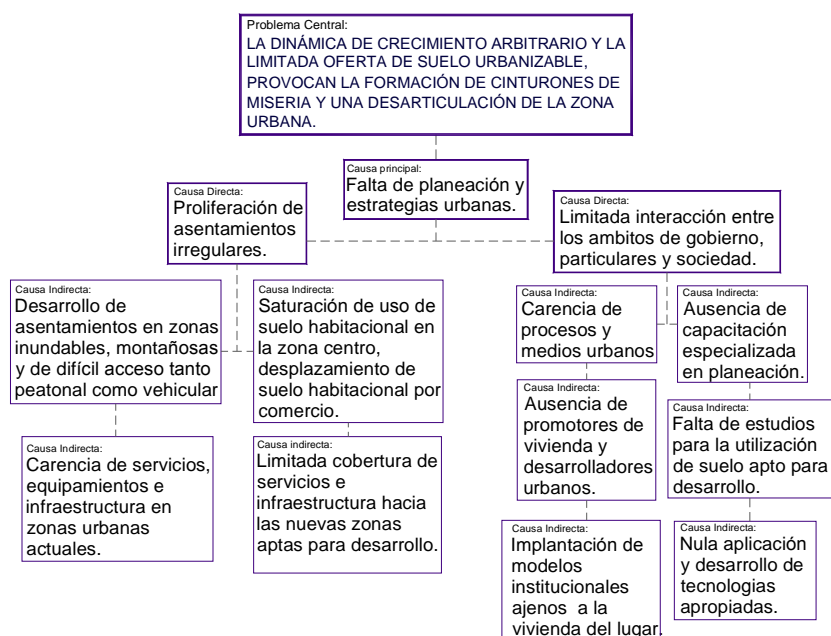 Problema Central:
LA DINÁMICA DE CRECIMIENTO ARBITRARIO Y LA
LIMITADA OFERTA DE SUELO URBANIZABLE,
PROVOCAN LA FORMACIÓN DE CINTURONES DE
MISERIA Y UNA DESARTICULACIÓN DE LA ZONA
URBANA.
Causa principal:
Falta de planeación y
estrategias urbanas.
Causa Directa:
Proliferación de
asentamientos
irregulares.
Causa Directa:
Limitada interacción entre
los ambitos de gobierno,
particulares y sociedad.
Causa Indirecta:
Desarrollo de
asentamientos en zonas
inundables, montañosas
y de difícil acceso tanto
peatonal como vehicular
Causa Indirecta:
Saturación de uso de
suelo habitacional en
la zona centro,
desplazamiento de
suelo habitacional por
comercio.
Causa Indirecta:
Carencia de
procesos y
medios urbanos
Causa Indirecta:
Ausencia de
capacitación
especializada
en planeación.
Causa Indirecta:
Carencia de servicios,
equipamientos e
infraestructura en
zonas urbanas
actuales.
Causa indirecta:
Limitada cobertura de
servicios e
infraestructura hacia
las nuevas zonas
aptas para desarrollo.
Causa Indirecta:
Ausencia de
promotores de
vivienda y
desarrolladores
urbanos.
Causa Indirecta:
Falta de estudios
para la utilización
de suelo apto para
desarrollo.
Causa Indirecta:
Implantación de
modelos
institucionales
ajenos a la
vivienda del lugar.
Causa Indirecta:
Nula aplicación
y desarrollo de
tecnologias
apropiadas.